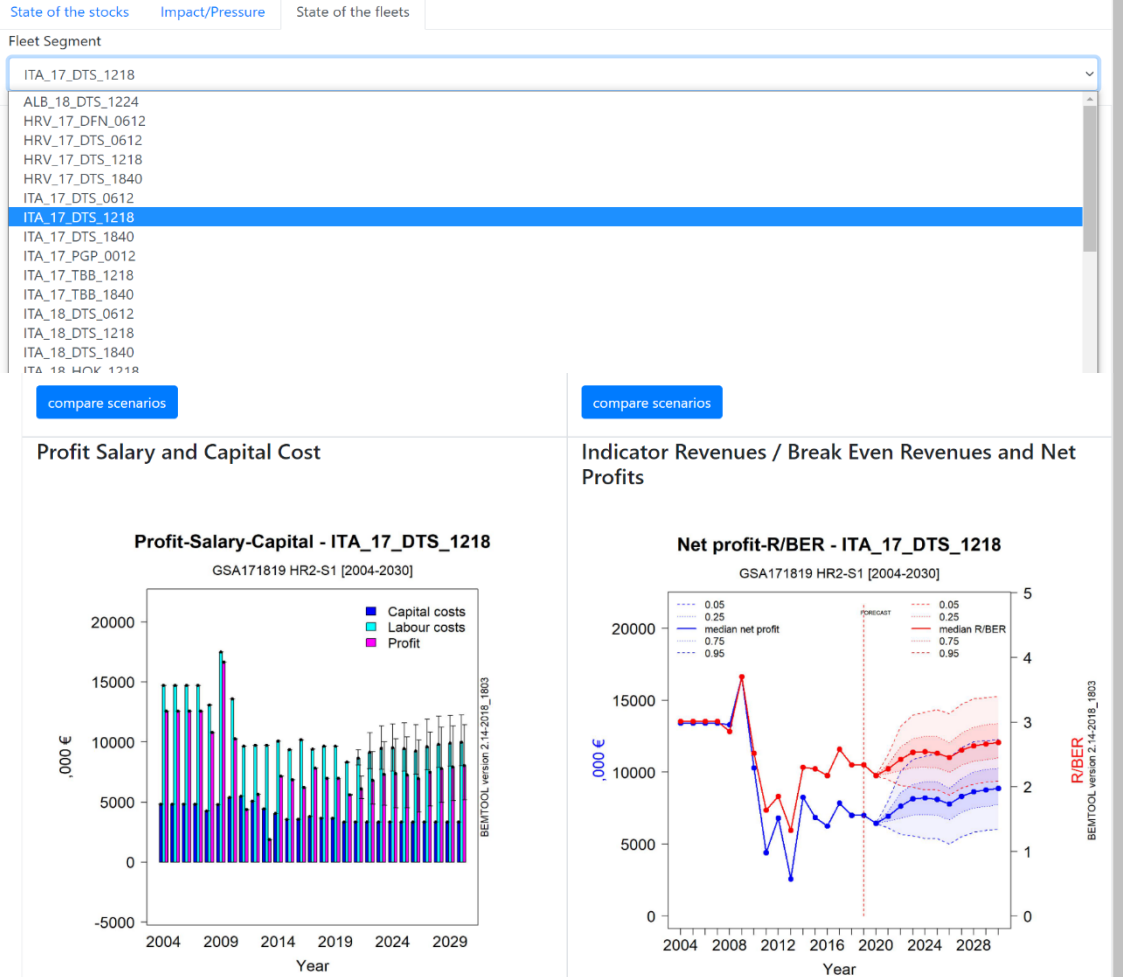 State of the stocks Impact/Pressure State of the fleets
Fleet Segment
ITA_17_DTS_1218
ALB_18_DTS_1224
HRV_17_DFN_0612
HRV_17_DTS_0612
HRV_17_DTS_1218
HRV_17_DTS_1840
ITA_17_DTS_0612
ITA_17_DTS_1218
ITA_17_DTS_1840
ITA_17_PGP_0012
ITA_17_TBB_1218
ITA_17_TBB_1840
ITA_18_DTS_0612
ITA_18_DTS_1218
ITA_18_DTS_1840
ITA_18_HOK_1218
compare scenarios
Profit Salary and Capital Cost
Profit-Salary-Capital - ITA_17_DTS_1218
GSA171819 HR2-S1 [2004-2030]
Capital costs
Labour costs
Profit
20000
15000
10000
5000
0
-5000
,000 €
2004 2009 2014 2019 2024 2029
Year
BEMTOOL version 2.14-2018_1803
compare scenarios
Indicator Revenues / Break Even Revenues and Net
Profits
Net profit-R/BER - ITA_17_DTS_1218
GSA171819 HR2-S1 [2004-2030]
0.05
0.25
median net profit
0.75
0.95
FORECAST
0.05
0.25
median R/BER
0.75
0.95
20000
15000
10000
5000
0
,000 €
5
4
3
2
1
0
R/BER
2004 2008 2012 2016 2020 2024 2028
Year
BEMTOOL version 2.14-2018_1803